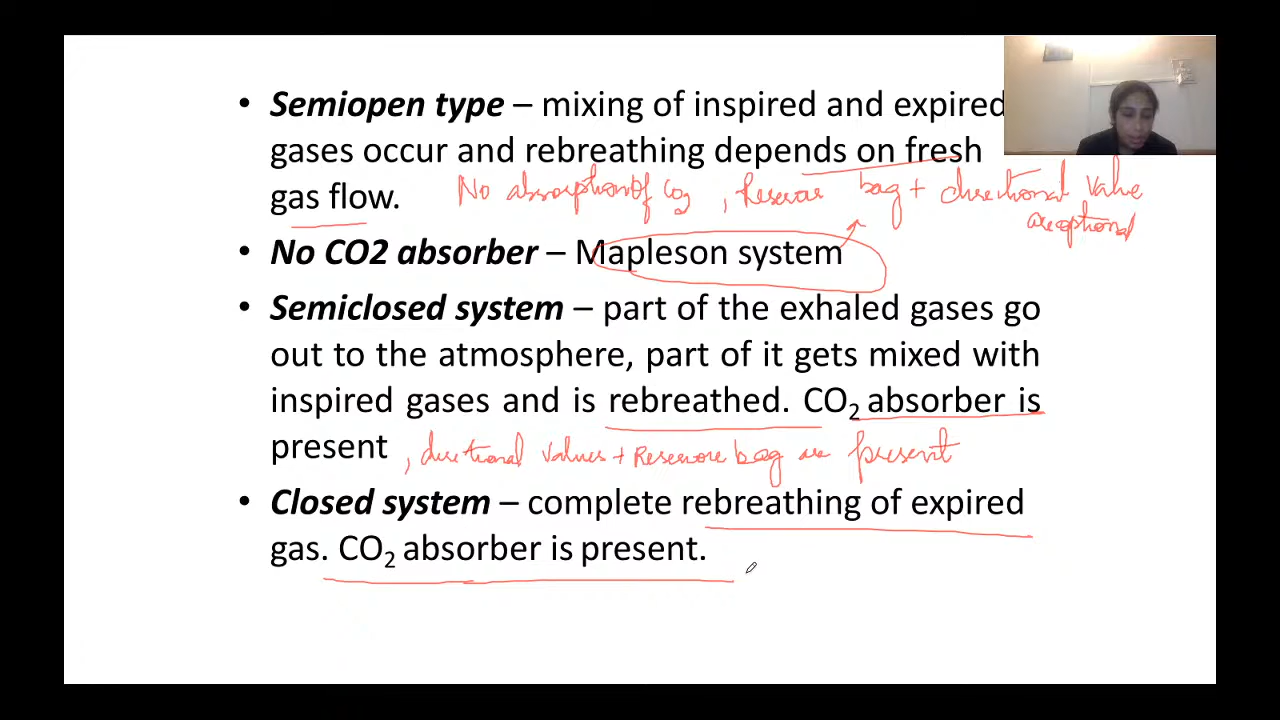 • Semiopen type – mixing of inspired and expired
gases occur and rebreathing depends on fresh
gas flow.
No absorption of CO2 , Reservoir bag + directional valve
are optional
• No CO2 absorber – Mapleson system
• Semiclosed system – part of the exhaled gases go
out to the atmosphere, part of it gets mixed with
inspired gases and is rebreathed. CO2 absorber is
present , directional valves + Reservoir bag are present
• Closed system – complete rebreathing of expired
gas. CO2 absorber is present.